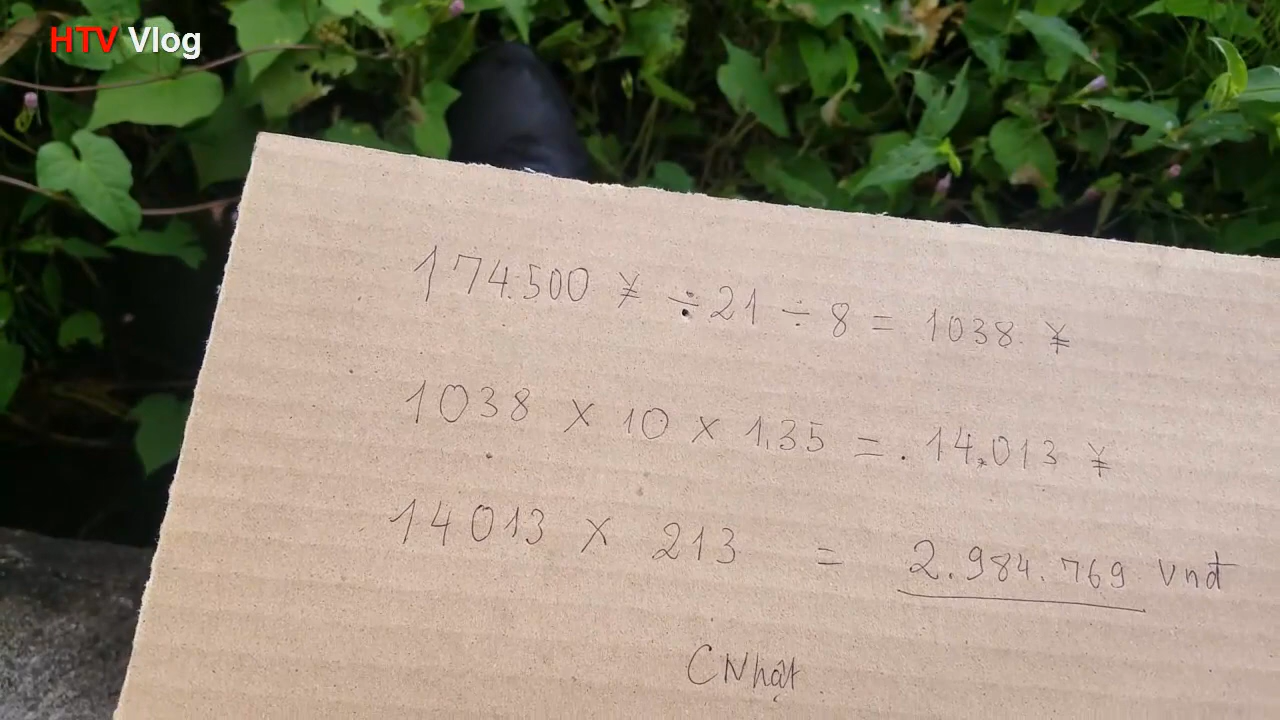 HTV Vlog
174.500 ¥ ÷ 21 ÷ 8 = 1038 ¥
1038 x 10 x 1,35 = 14.013 ¥
14013 x 213 = 2.984.769 vnđ
CNhật